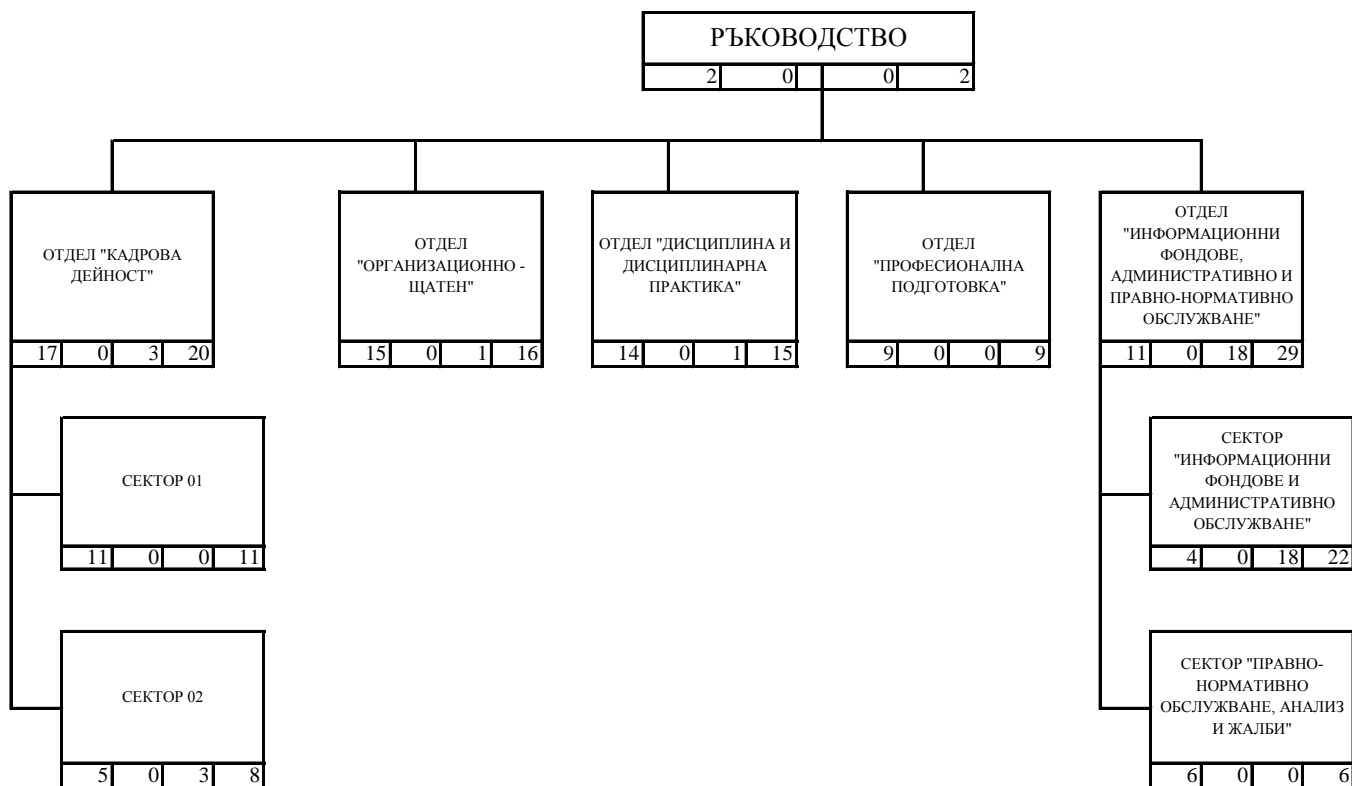 РЪКОВОДСТВО
2 0 0 2
ОТДЕЛ "КАДРОВА
ДЕЙНОСТ"
17 0 3 20
ОТДЕЛ
"ОРГАНИЗАЦИОННО -
ЩАТЕН"
15 0 1 16
ОТДЕЛ "ДИСЦИПЛИНА И
ДИСЦИПЛИНАРНА
ПРАКТИКА"
14 0 1 15
ОТДЕЛ
"ПРОФЕСИОНАЛНА
ПОДГОТОВКА"
9 0 0 9
ОТДЕЛ
"ИНФОРМАЦИОННИ
ФОНДОВЕ,
АДМИНИСТРАТИВНО И
ПРАВНО-НОРМАТИВНО
ОБСЛУЖВАНЕ"
11 0 18 29
СЕКТОР 01
11 0 0 11
СЕКТОР
"ИНФОРМАЦИОННИ
ФОНДОВЕ И
АДМИНИСТРАТИВНО
ОБСЛУЖВАНЕ"
4 0 18 22
СЕКТОР 02
5 0 3 8
СЕКТОР "ПРАВНО-
НОРМАТИВНО
ОБСЛУЖВАНЕ, АНАЛИЗ
И ЖАЛБИ"
6 0 0 6